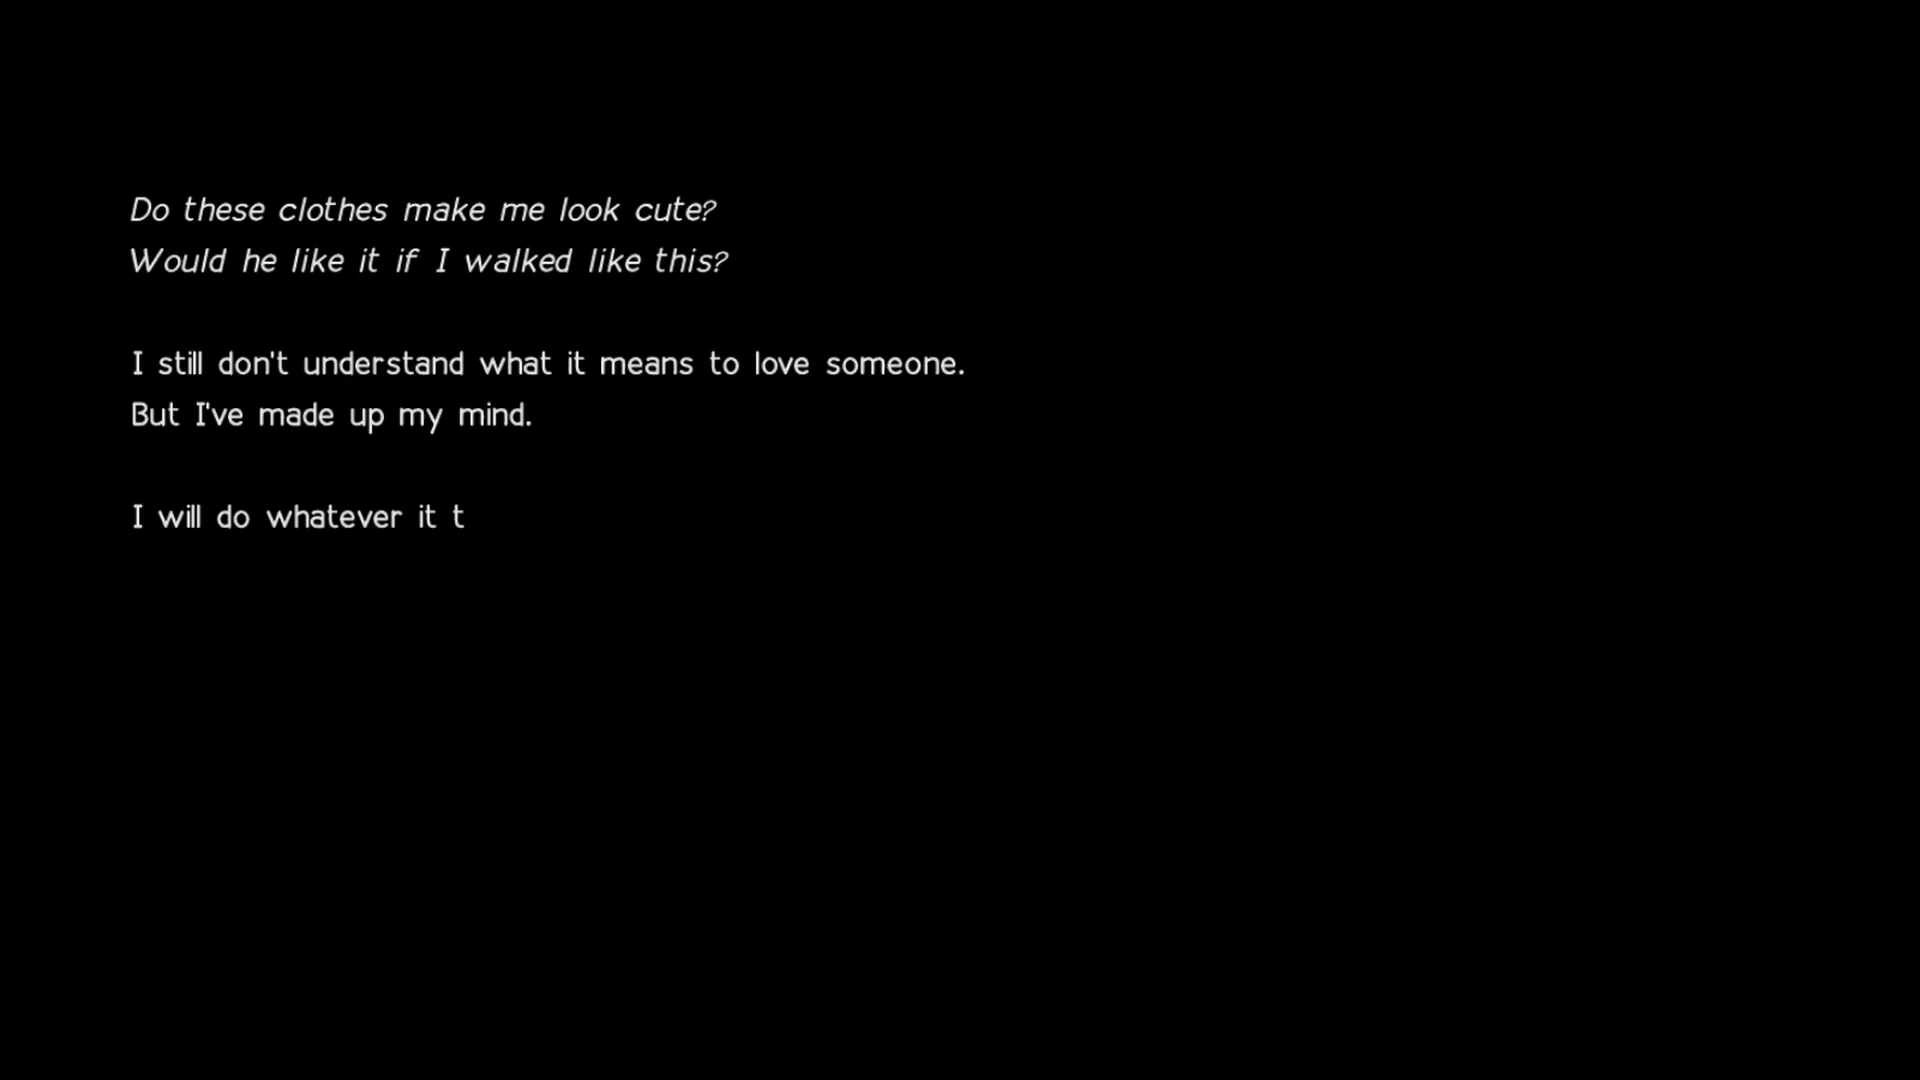 Do these clothes make me look cute?
Would he like it if I walked like this?
I still don't understand what it means to love someone.
But I've made up my mind.
I will do whatever it t